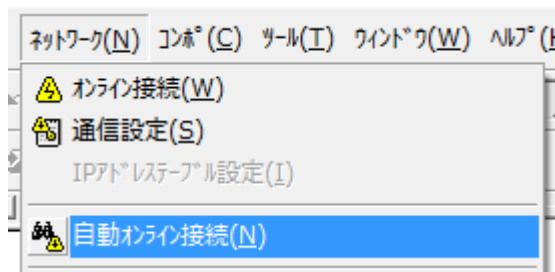 ﾈｯﾄﾜｰｸ(N) ｺﾝﾎﾟ(C) ﾂｰﾙ(T) ｳｨﾝﾄﾞｳ(W) ﾍﾙﾌﾟ(H
ｵﾝﾗｲﾝ接続(W)
通信設定(S)
IPｱﾄﾞﾚｽﾃｰﾌﾞﾙ設定(I)
自動ｵﾝﾗｲﾝ接続(N)